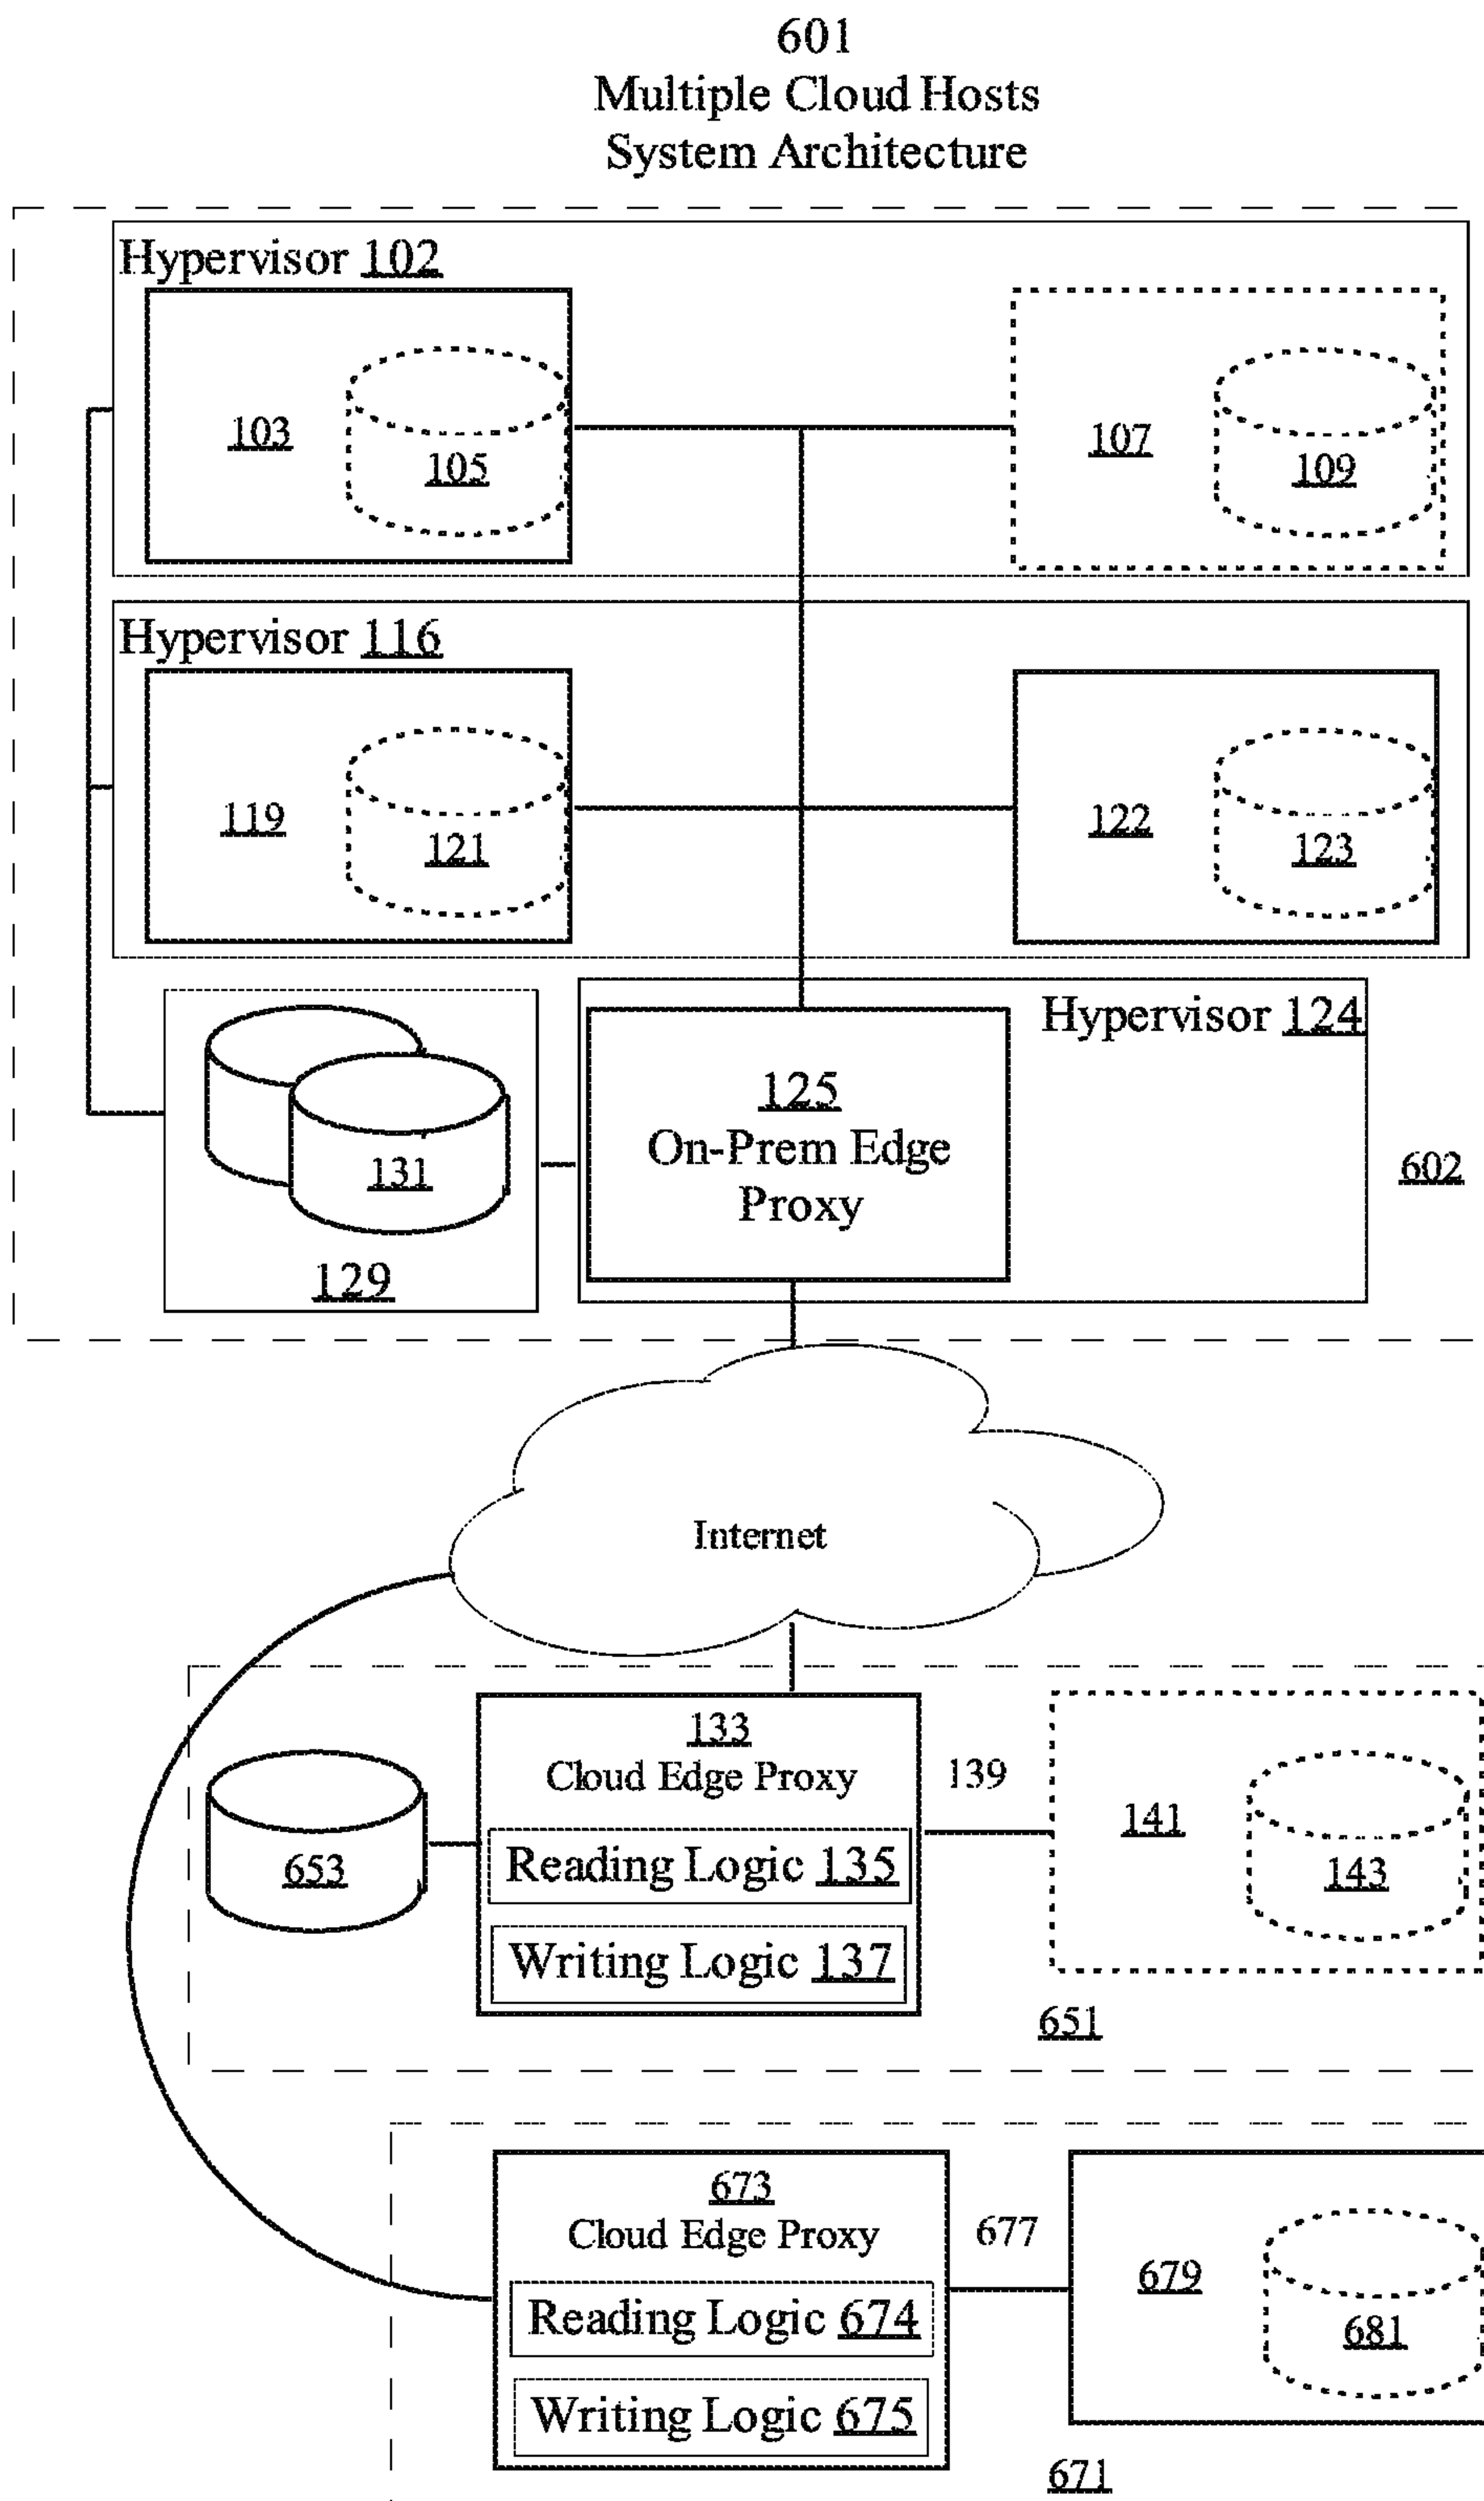 601
Multiple Cloud Hosts
System Architecture
Hypervisor 102
103
105
107
109
Hypervisor 116
119
121
122
123
Hypervisor 124
125
On-Prem Edge
Proxy
131
129
602
Internet
133
Cloud Edge Proxy
139
Reading Logic 135
Writing Logic 137
653
141
143
651
673
Cloud Edge Proxy
677
Reading Logic 674
Writing Logic 675
679
681
671